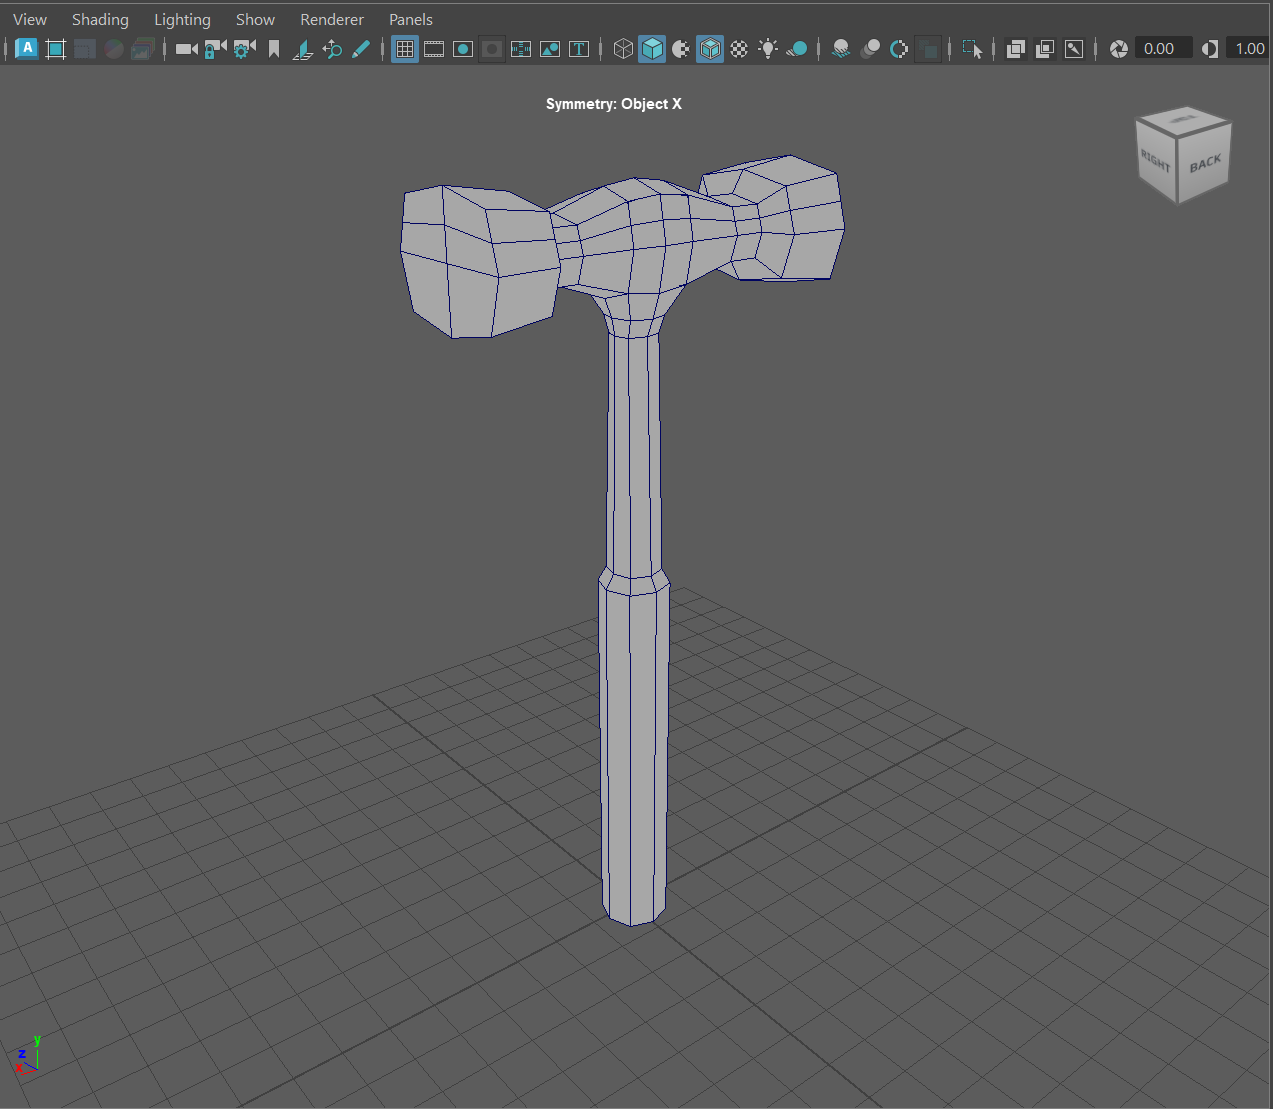 View Shading Lighting Show Renderer Panels
A T 0.00 1.00
Symmetry: Object X
RIGHT BACK
y
z
x